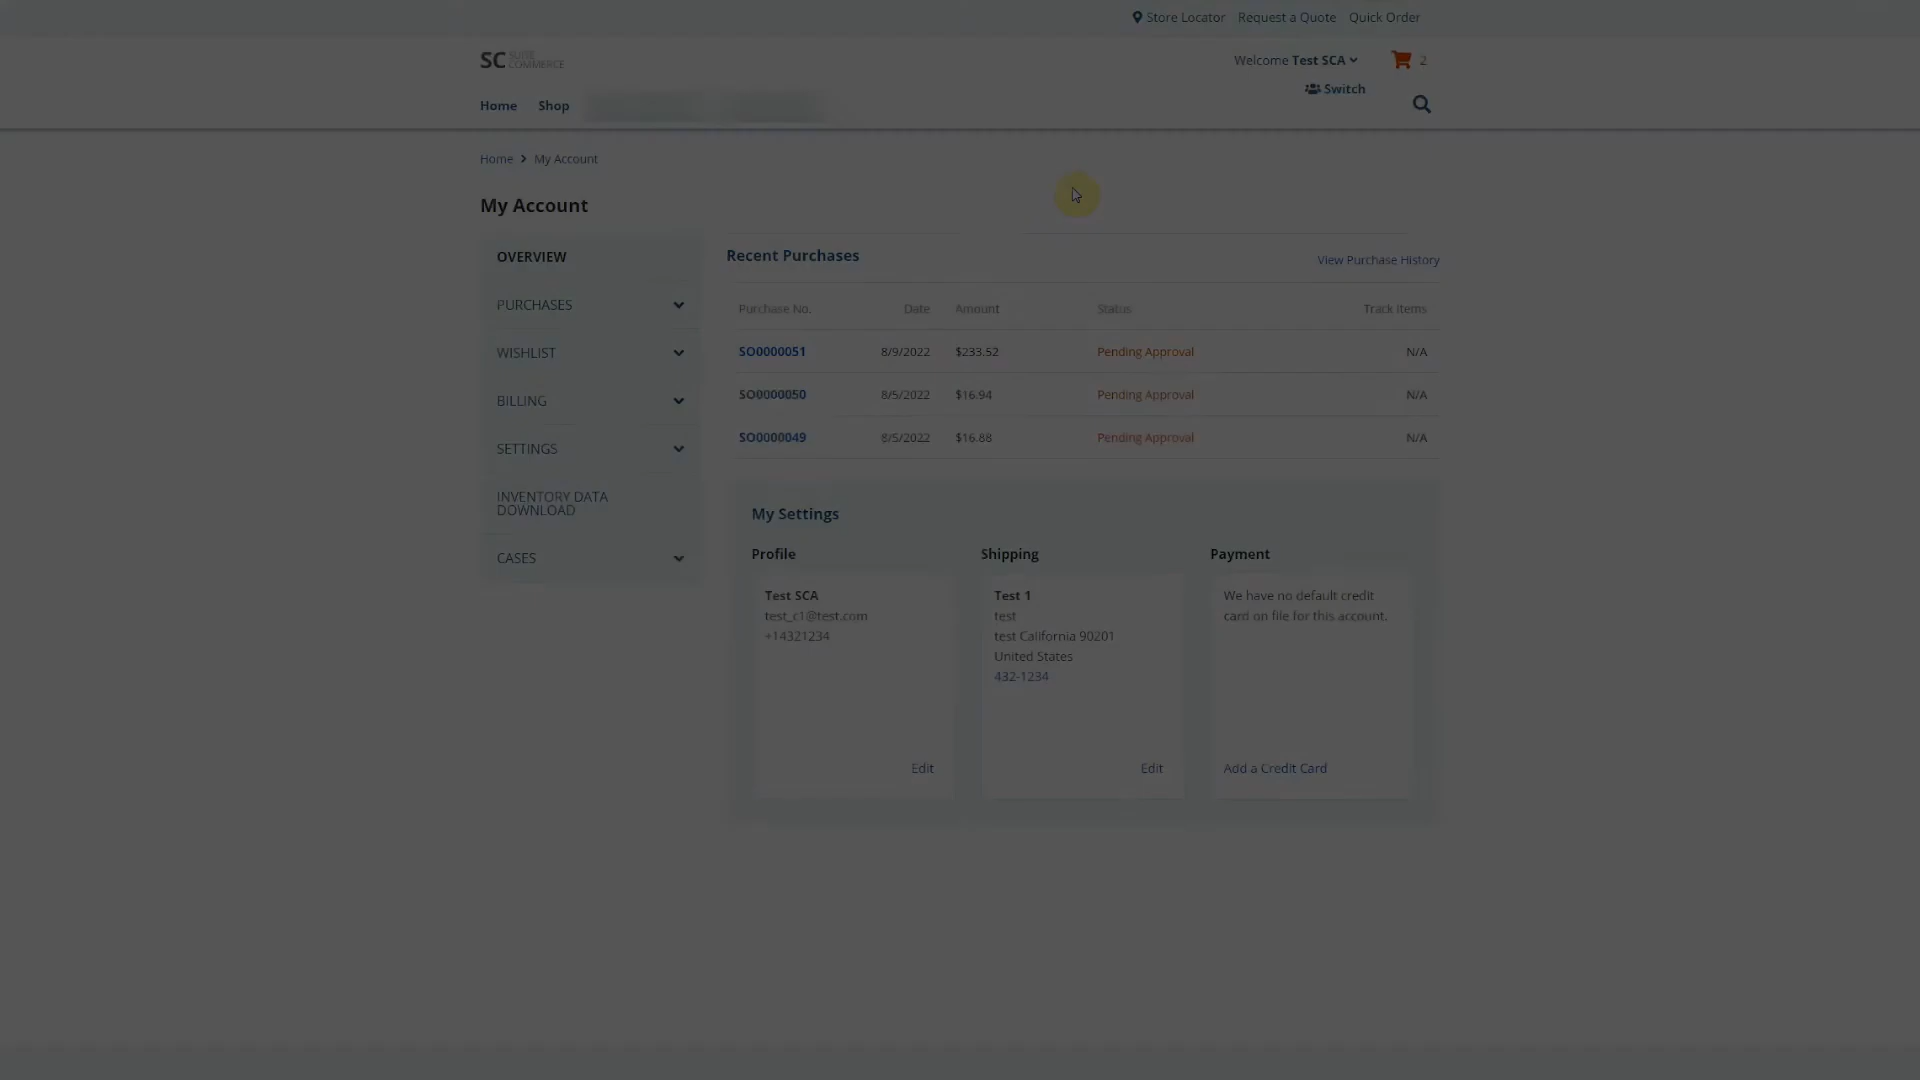 Store Locator Request a Quote Quick Order
SC SUITE COMMERCE
Welcome Test SCA 2
Switch
Home Shop
Home My Account
My Account
OVERVIEW
PURCHASES
WISHLIST
BILLING
SETTINGS
INVENTORY DATA
DOWNLOAD
CASES
Recent Purchases View Purchase History
Purchase No. Date Amount Status Track Items
SO0000051 8/9/2022 $233.52 Pending Approval N/A
SO0000050 8/5/2022 $16.94 Pending Approval N/A
SO0000049 8/5/2022 $16.88 Pending Approval N/A
My Settings
Profile
Test SCA
test_c1@test.com
+14321234
Edit
Shipping
Test 1
test
test California 90201
United States
432-1234
Edit
Payment
We have no default credit
card on file for this account.
Add a Credit Card